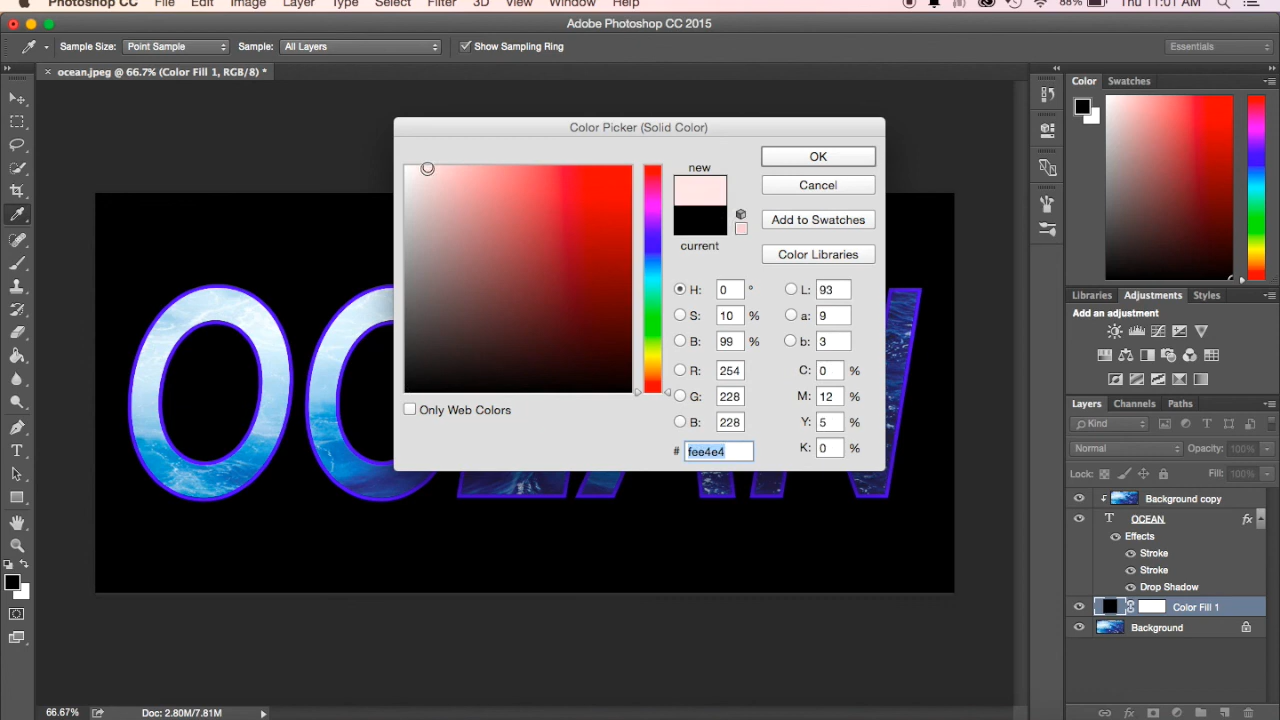 Photoshop CC File Edit Image Layer Type Select Filter 3D View Window Help 88% Thu 11:01 AM
Adobe Photoshop CC 2015
Sample Size: Point Sample Sample: All Layers Show Sampling Ring Essentials
× ocean.jpeg @ 66.7% (Color Fill 1, RGB/8) *
Color Swatches
Color Picker (Solid Color)
new
current
OK
Cancel
Add to Swatches
Color Libraries
H: 0 ° L: 93
S: 10 % a: 9
B: 99 % b: 3
R: 254 C: 0 %
G: 228 M: 12 %
B: 228 Y: 5 %
# fee4e4 K: 0 %
Only Web Colors
OCEAN
Libraries Adjustments Styles
Add an adjustment
Layers Channels Paths
Kind
Normal Opacity: 100%
Lock: Fill: 100%
Background copy
T OCEAN fx
Effects
Stroke
Stroke
Drop Shadow
Color Fill 1
Background
66.67% Doc: 2.80M/7.81M